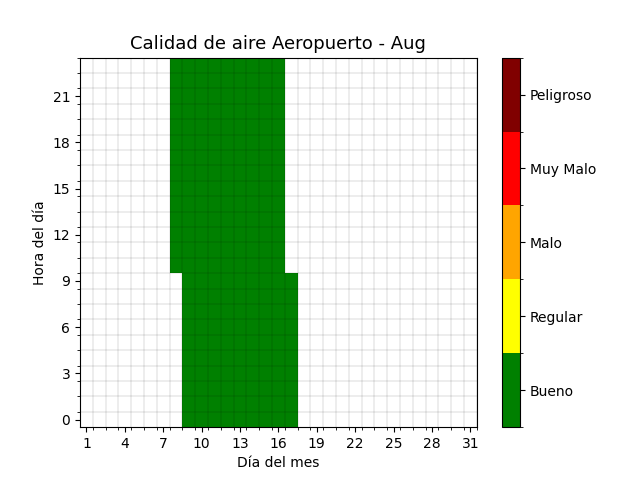 Calidad de aire Aeropuerto - Aug
Hora del día
21
18
15
12
9
6
3
0
1 4 7 10 13 16 19 22 25 28 31
Día del mes
Peligroso
Muy Malo
Malo
Regular
Bueno